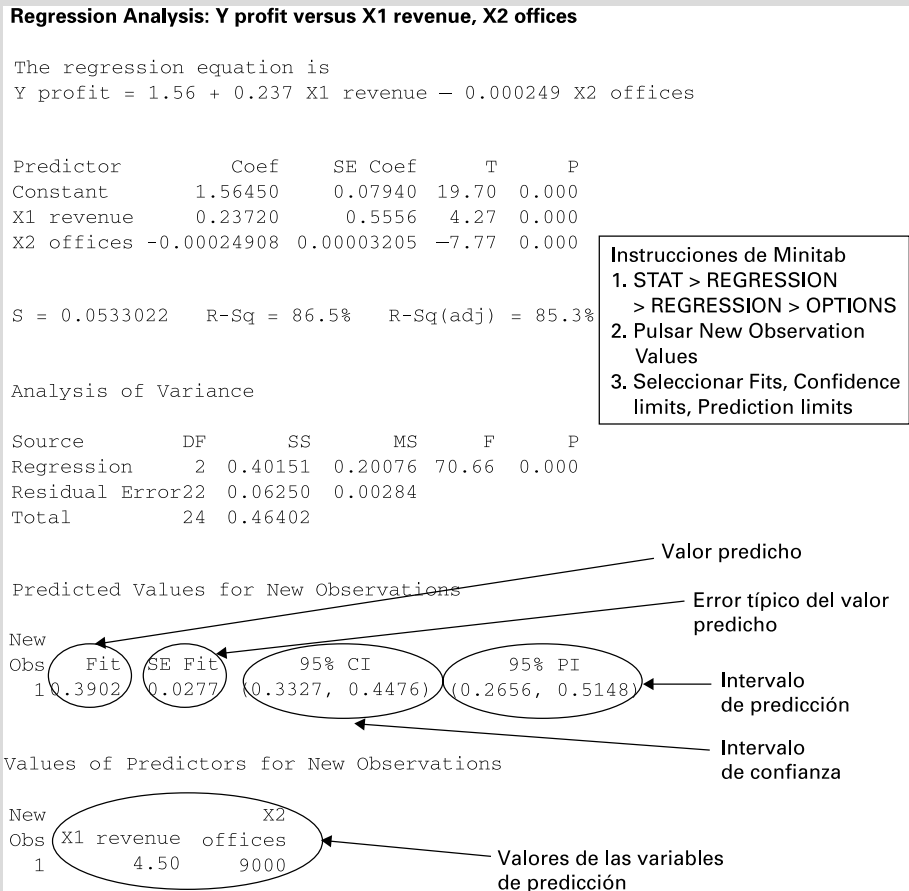 Regression Analysis: Y profit versus X1 revenue, X2 offices
The regression equation is
Y profit = 1.56 + 0.237 X1 revenue — 0.000249 X2 offices
Predictor Coef SE Coef T P
Constant 1.56450 0.07940 19.70 0.000
X1 revenue 0.23720 0.5556 4.27 0.000
X2 offices -0.00024908 0.00003205 —7.77 0.000
S = 0.0533022 R-Sq = 86.5% R-Sq(adj) = 85.3%
Instrucciones de Minitab
1. STAT > REGRESSION
> REGRESSION > OPTIONS
2. Pulsar New Observation
Values
3. Seleccionar Fits, Confidence
limits, Prediction limits
Analysis of Variance
Source DF SS MS F P
Regression 2 0.40151 0.20076 70.66 0.000
Residual Error22 0.06250 0.00284
Total 24 0.46402
Valor predicho
Predicted Values for New Observations
Error típico del valor
predicho
New
Obs Fit SE Fit 95% CI 95% PI
1 0.3902 0.0277 (0.3327, 0.4476) (0.2656, 0.5148)
Intervalo
de predicción
Intervalo
de confianza
Values of Predictors for New Observations
New X2
Obs X1 revenue offices
1 4.50 9000
Valores de las variables
de predicción